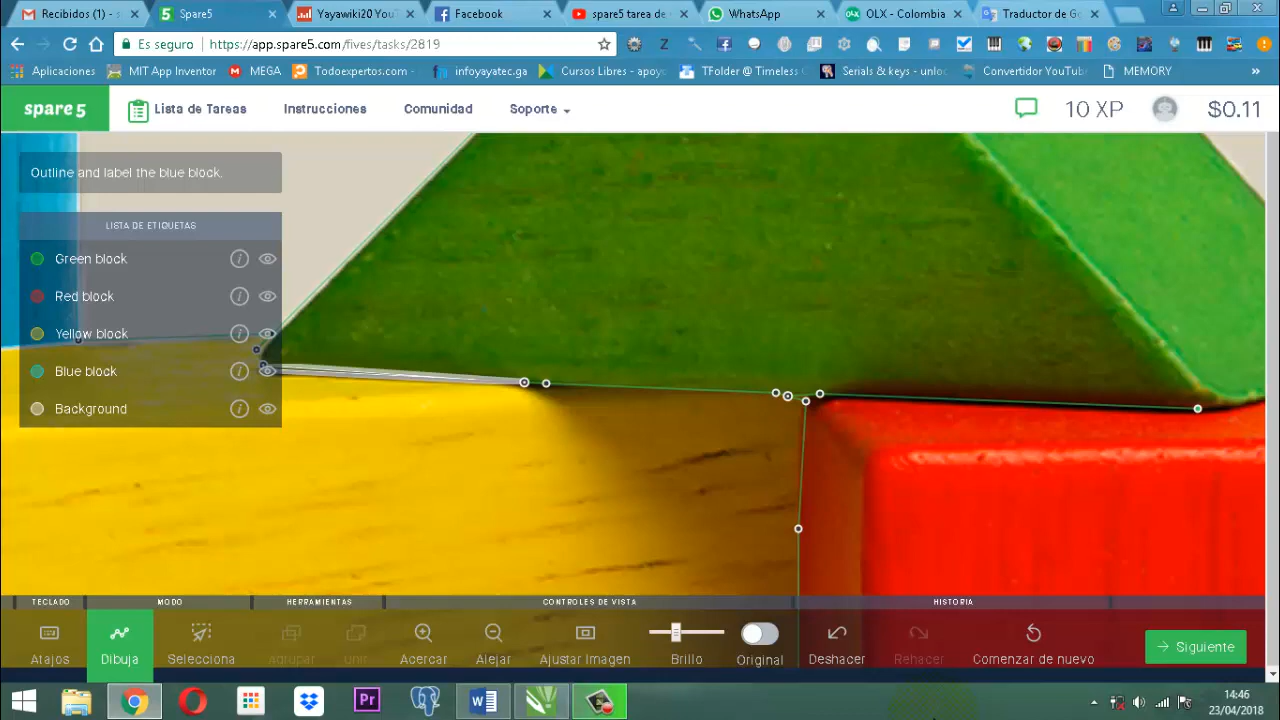 Recibidos (1) -
Spare5
Yayawiki20 YouT
Facebook
spare5 tarea de
WhatsApp
OLX - Colombia
Traductor de Go
Es seguro
https://app.spare5.com/fives/tasks/2819
Aplicaciones
MIT App Inventor
MEGA
Todoexpertos.com -
infoyayatec.ga
Cursos Libres - apoyo
TFolder @ Timeless
Serials & keys - unloc
Convertidor YouTube
MEMORY
»
spare5
Lista de Tareas
Instrucciones
Comunidad
Soporte
10 XP
$0.11
Outline and label the blue block.
LISTA DE ETIQUETAS
Green block
Red block
Yellow block
Blue block
Background
TECLADO
MODO
HERRAMIENTAS
CONTROLES DE VISTA
HISTORIA
Atajos
Dibuja
Selecciona
Agrupar
Unir
Acercar
Alejar
Ajustar Imagen
Brillo
Original
Deshacer
Rehacer
Comenzar de nuevo
Siguiente
Pr
14:46
23/04/2018